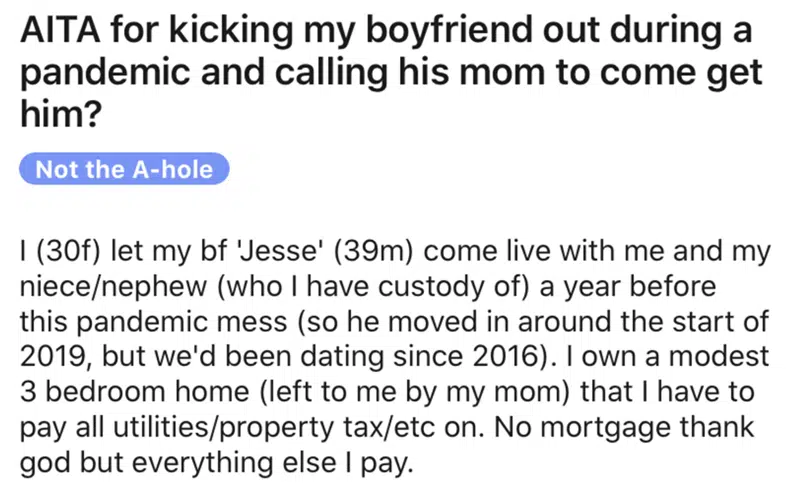 AITA for kicking my boyfriend out during a
pandemic and calling his mom to come get
him?
Not the A-hole
I (30f) let my bf 'Jesse' (39m) come live with me and my
niece/nephew (who I have custody of) a year before
this pandemic mess (so he moved in around the start of
2019, but we'd been dating since 2016). I own a modest
3 bedroom home (left to me by my mom) that I have to
pay all utilities/property tax/etc on. No mortgage thank
god but everything else I pay.